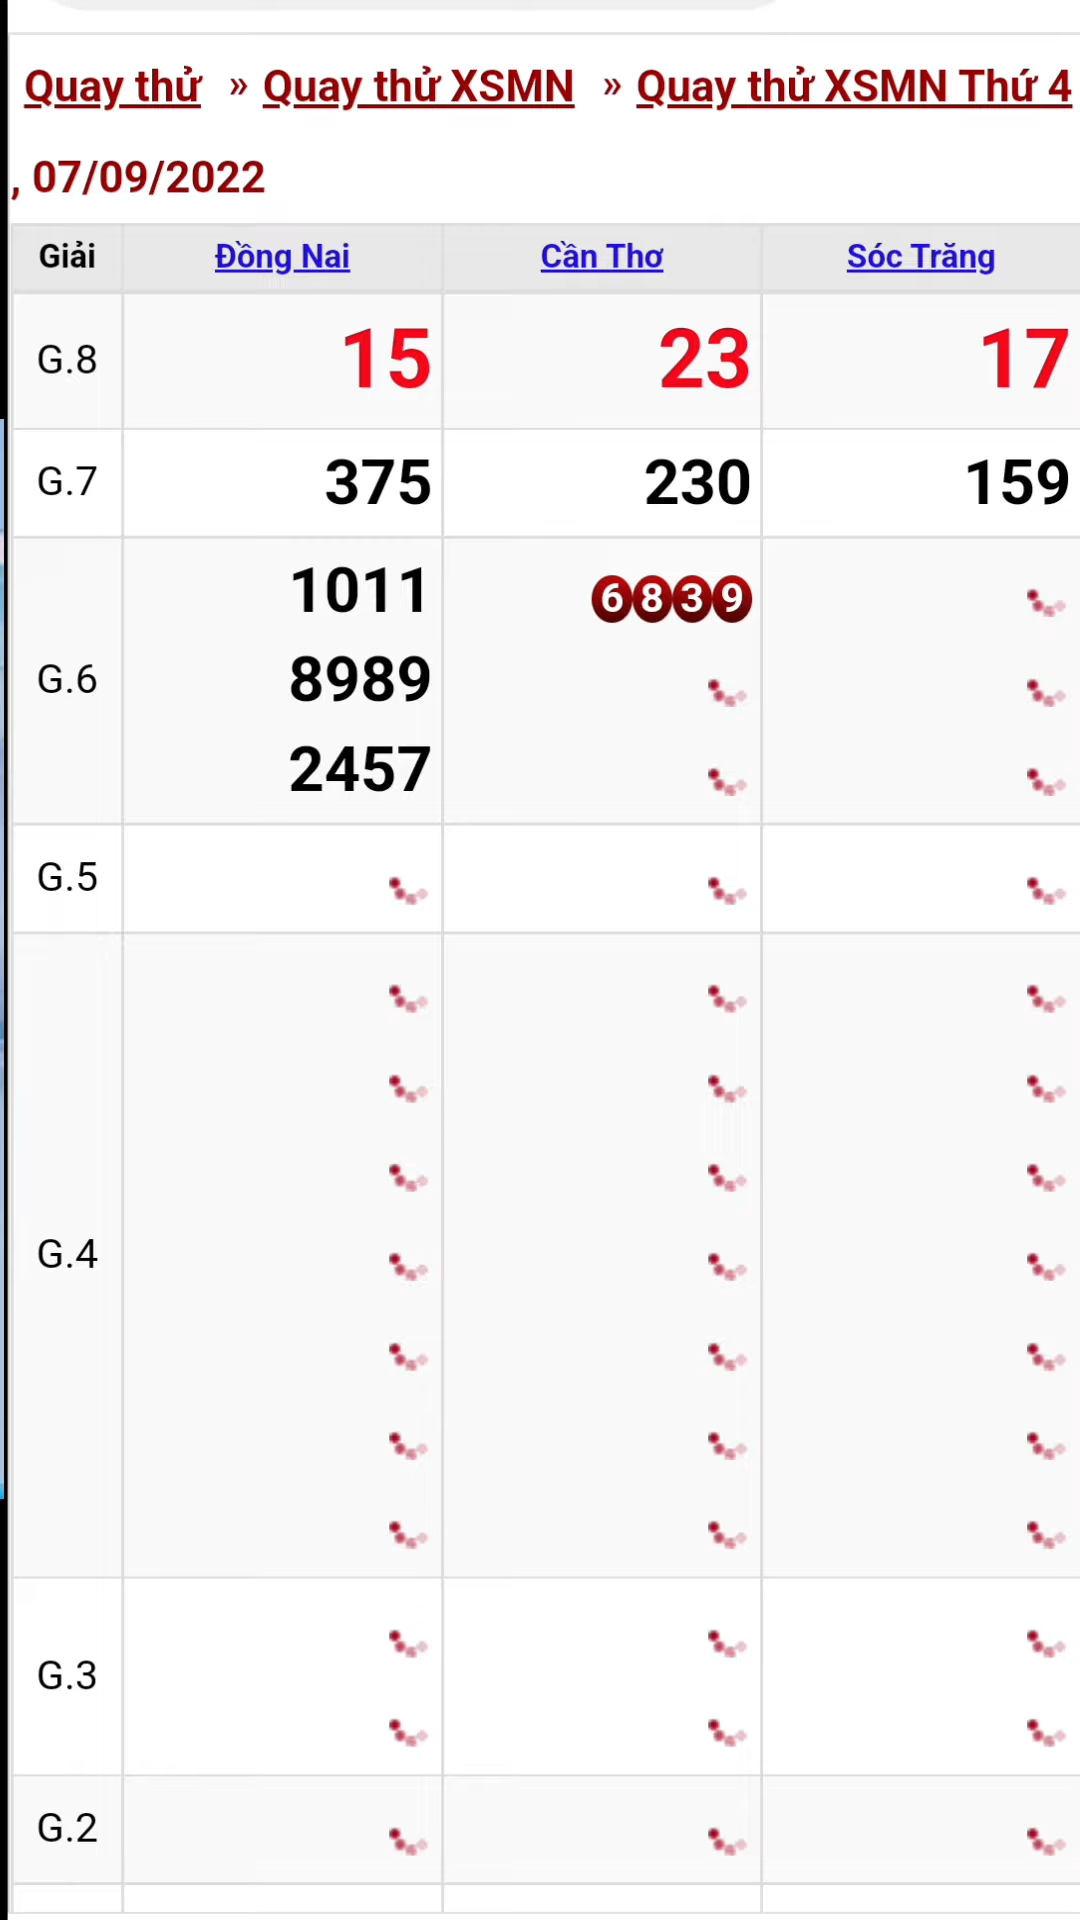 Quay thử » Quay thử XSMN » Quay thử XSMN Thứ 4
, 07/09/2022
Giải Đồng Nai Cần Thơ Sóc Trăng
G.8 15 23 17
G.7 375 230 159
G.6 1011 6839
8989
2457
G.5
G.4
G.3
G.2